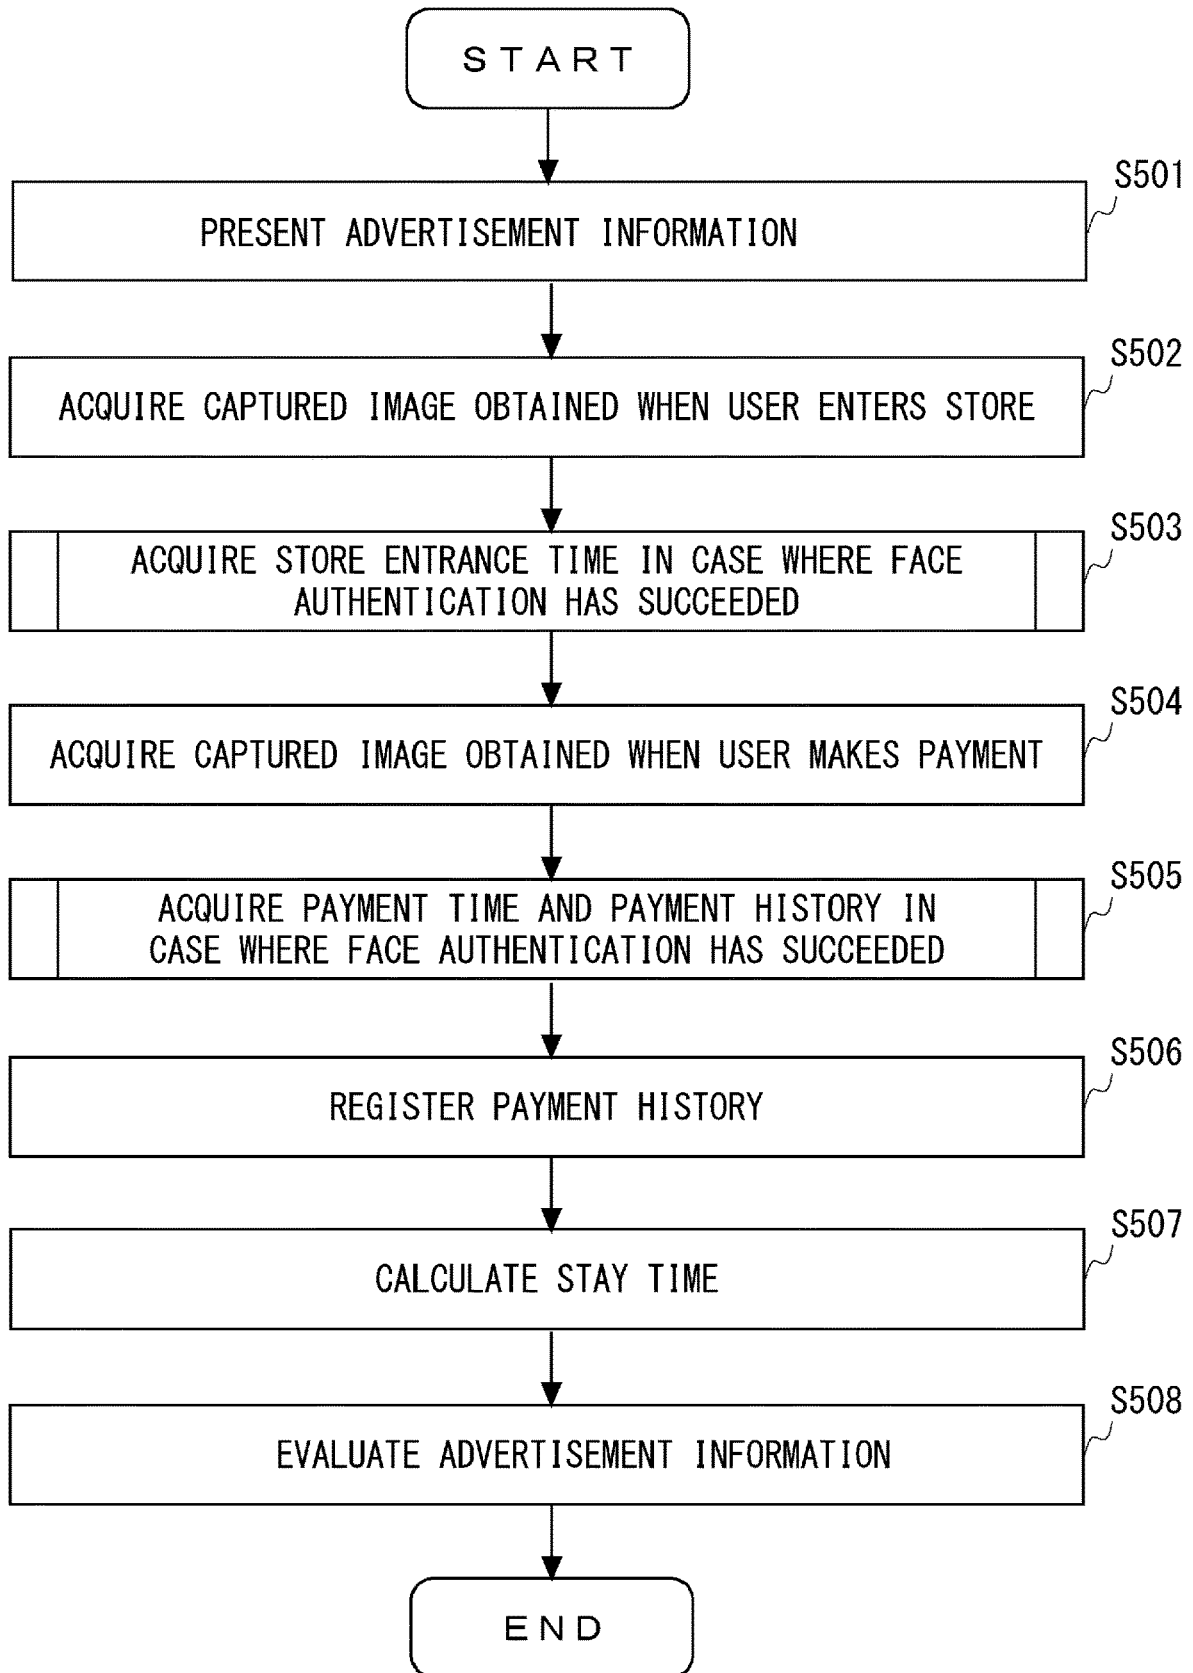 START
S501
PRESENT ADVERTISEMENT INFORMATION
S502
ACQUIRE CAPTURED IMAGE OBTAINED WHEN USER ENTERS STORE
S503
ACQUIRE STORE ENTRANCE TIME IN CASE WHERE FACE
AUTHENTICATION HAS SUCCEEDED
S504
ACQUIRE CAPTURED IMAGE OBTAINED WHEN USER MAKES PAYMENT
S505
ACQUIRE PAYMENT TIME AND PAYMENT HISTORY IN
CASE WHERE FACE AUTHENTICATION HAS SUCCEEDED
S506
REGISTER PAYMENT HISTORY
S507
CALCULATE STAY TIME
S508
EVALUATE ADVERTISEMENT INFORMATION
END